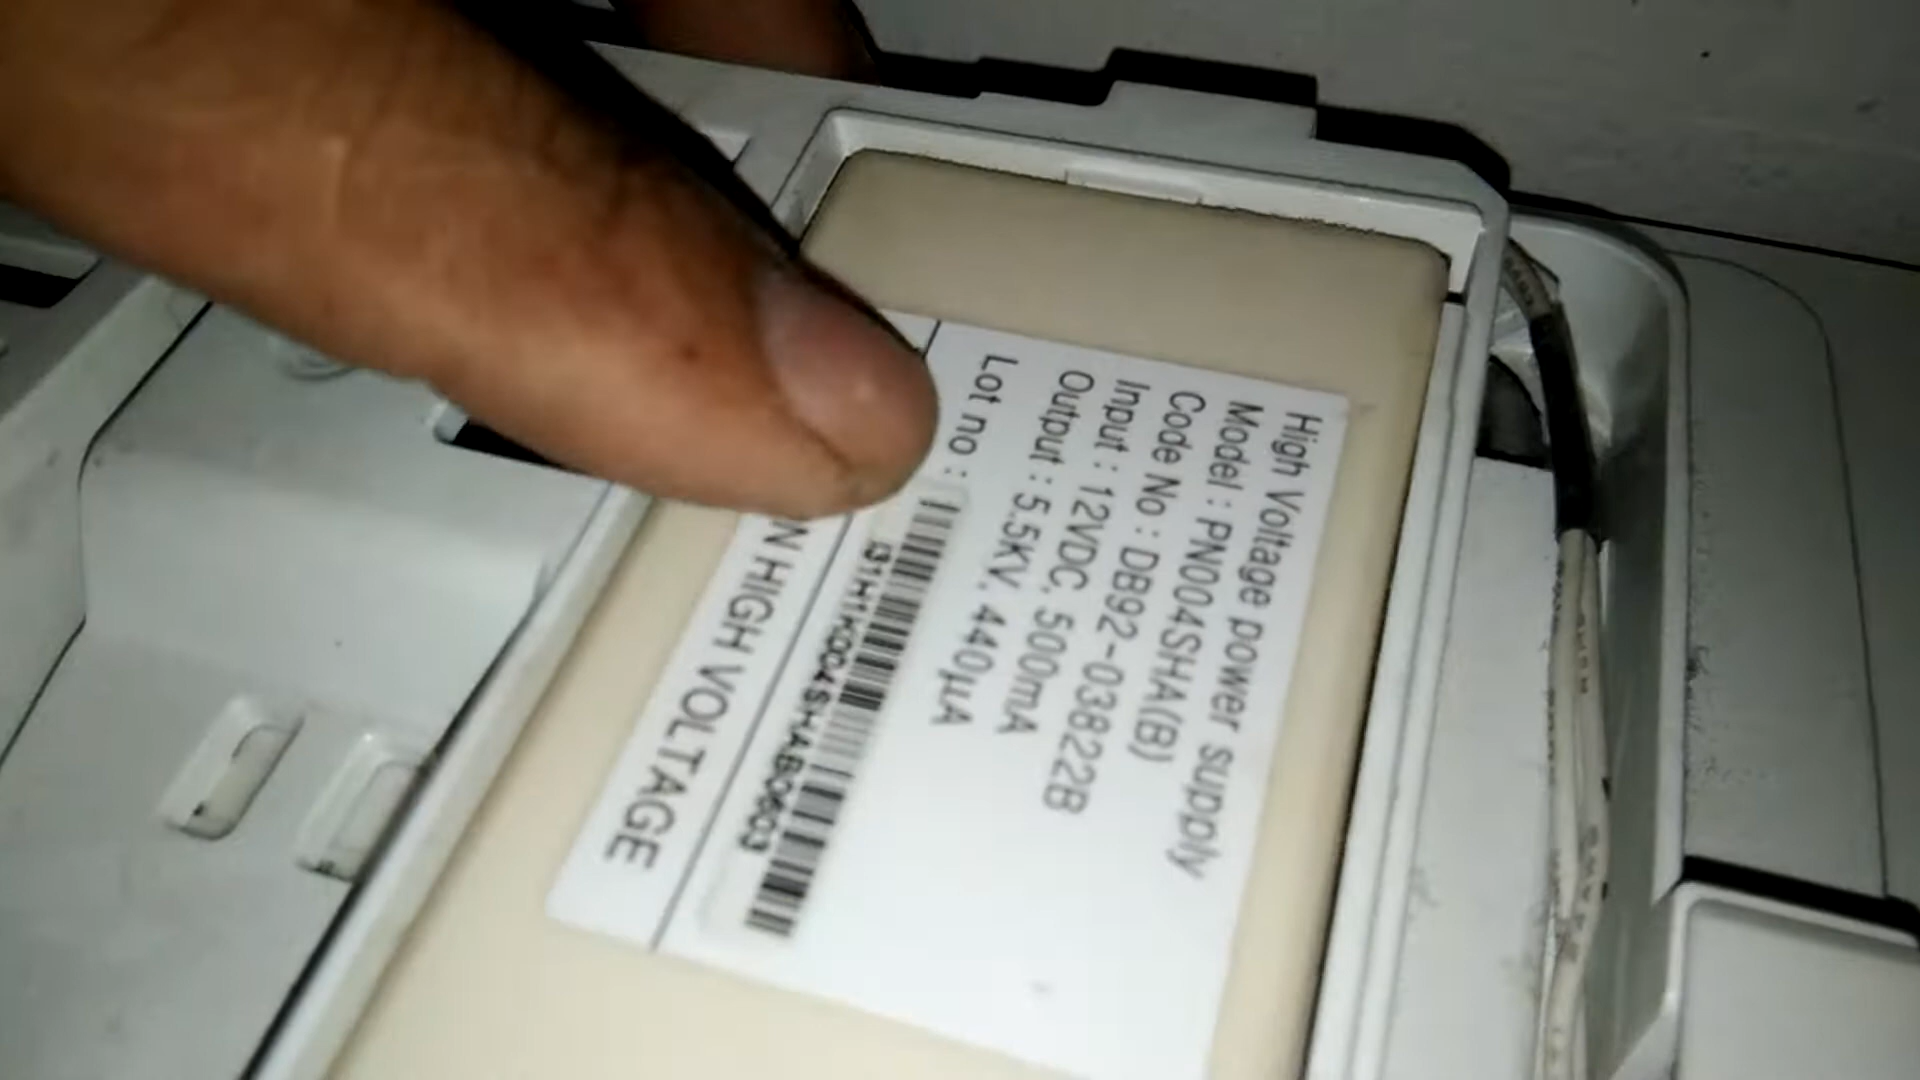 High Voltage power supply
Model : PN004SHA(B)
Code No : DB92-03822B
Input : 12VDC, 500mA
Output : 5.5KV, 440µA
Lot no :
I31H1K004SHAB0603
HIGH VOLTAGE